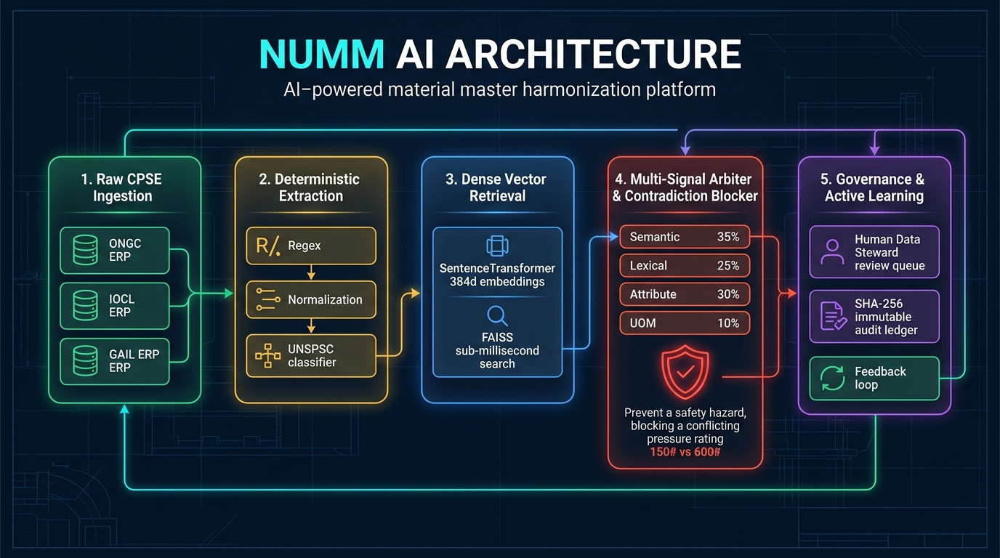 NUMM AI ARCHITECTURE
AI-powered material master harmonization platform
1. Raw CPSE
Ingestion
ONGC
ERP
IOCL
ERP
GAIL ERP
ERP
2. Deterministic
Extraction
R/.
Regex
Normalization
UNSPSC
classifier
3. Dense Vector
Retrieval
SentenceTransformer
384d embeddings
FAISS
sub-millisecond
search
4. Multi-Signal Arbiter
& Contradiction Blocker
Semantic 35%
Lexical 25%
Attribute 30%
UOM 10%
Prevent a safety hazard,
blocking a conflicting
pressure rating
150# vs 600#
5. Governance &
Active Learning
Human Data
Steward
review queue
SHA-256
immutable
audit ledger
Feedback
loop